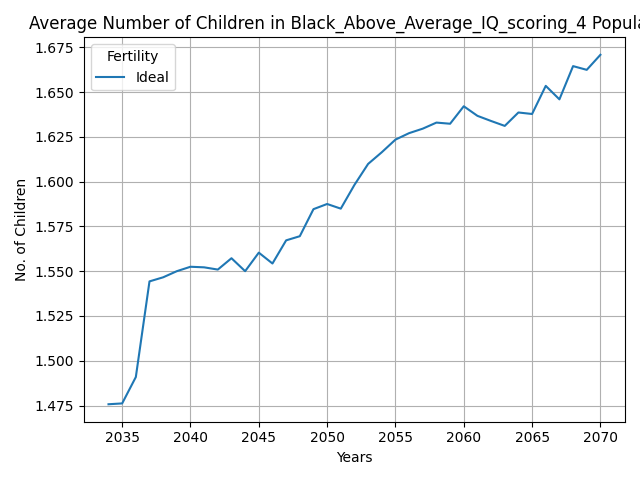 Average Number of Children in Black_Above_Average_IQ_scoring_4 Popula
1.675
1.650
1.625
1.600
1.575
1.550
1.525
1.500
1.475
No. of Children
Fertility
Ideal
2035 2040 2045 2050 2055 2060 2065 2070
Years